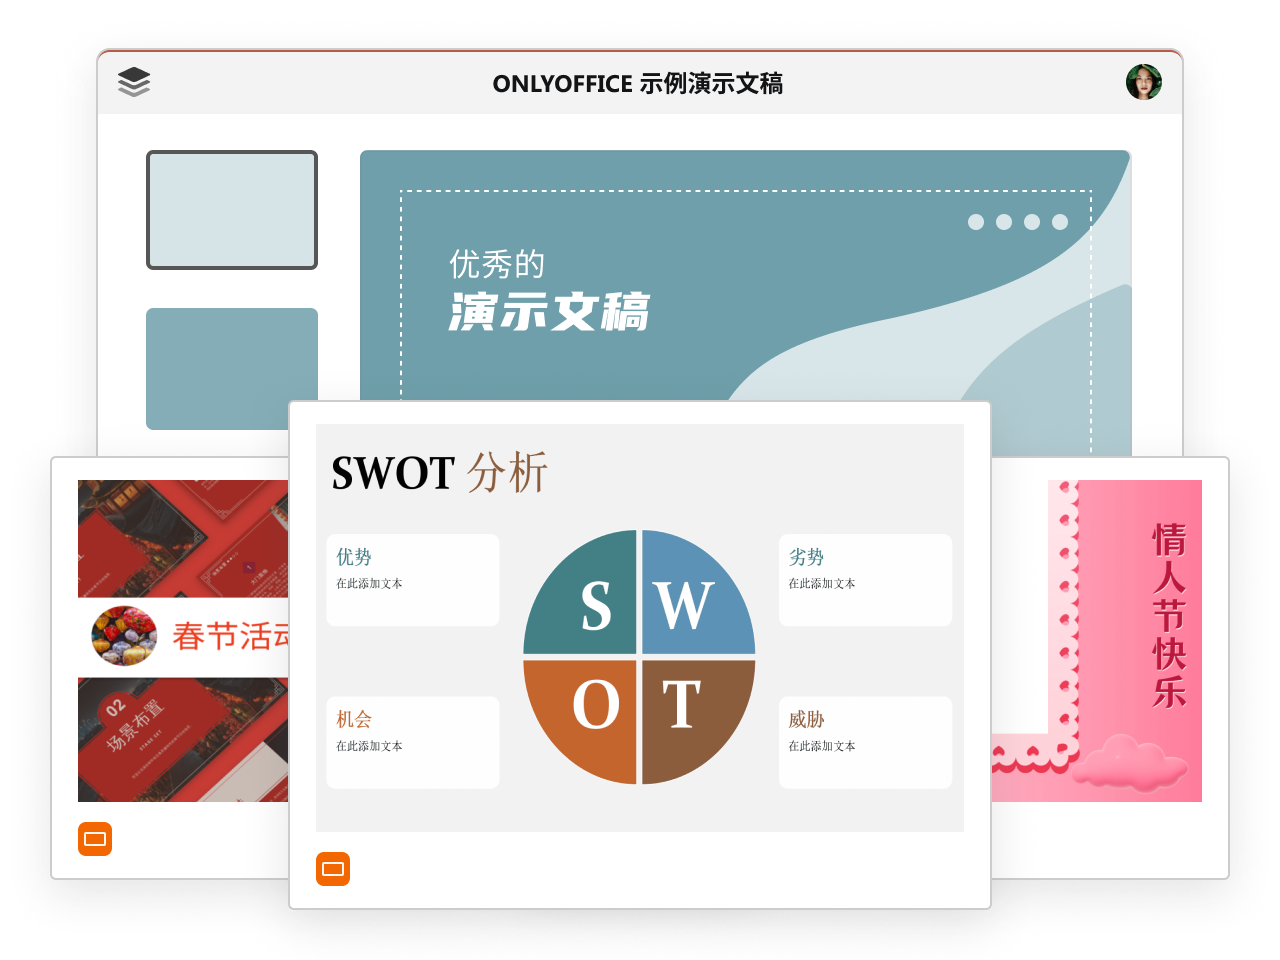 ONLYOFFICE 示例演示文稿
优秀的
演示文稿
SWOT 分析
优势
在此添加文本
劣势
在此添加文本
S
W
O
T
机会
在此添加文本
威胁
在此添加文本
春节活动
02
场景布置
STAGE SET
情人节快乐